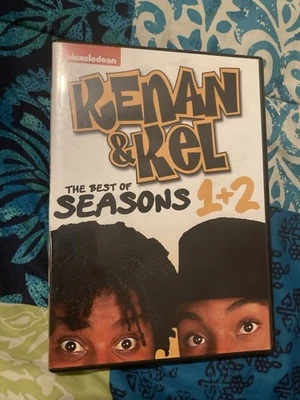 nickelodeon
KENAN
& KEL
THE BEST OF
SEASONS 1+2